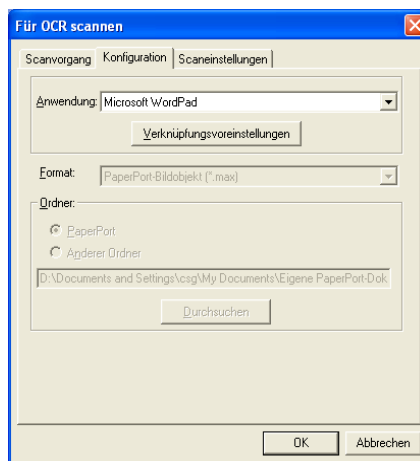 Für OCR scannen
Scanvorgang Konfiguration Scaneinstellungen
Anwendung: Microsoft WordPad
Verknüpfungsvoreinstellungen
Format: PaperPort-Bildobjekt (*.max)
Ordner:
PaperPort
Anderer Ordner
D:\Documents and Settings\csg\My Documents\Eigene PaperPort-Dok
Durchsuchen
OK Abbrechen